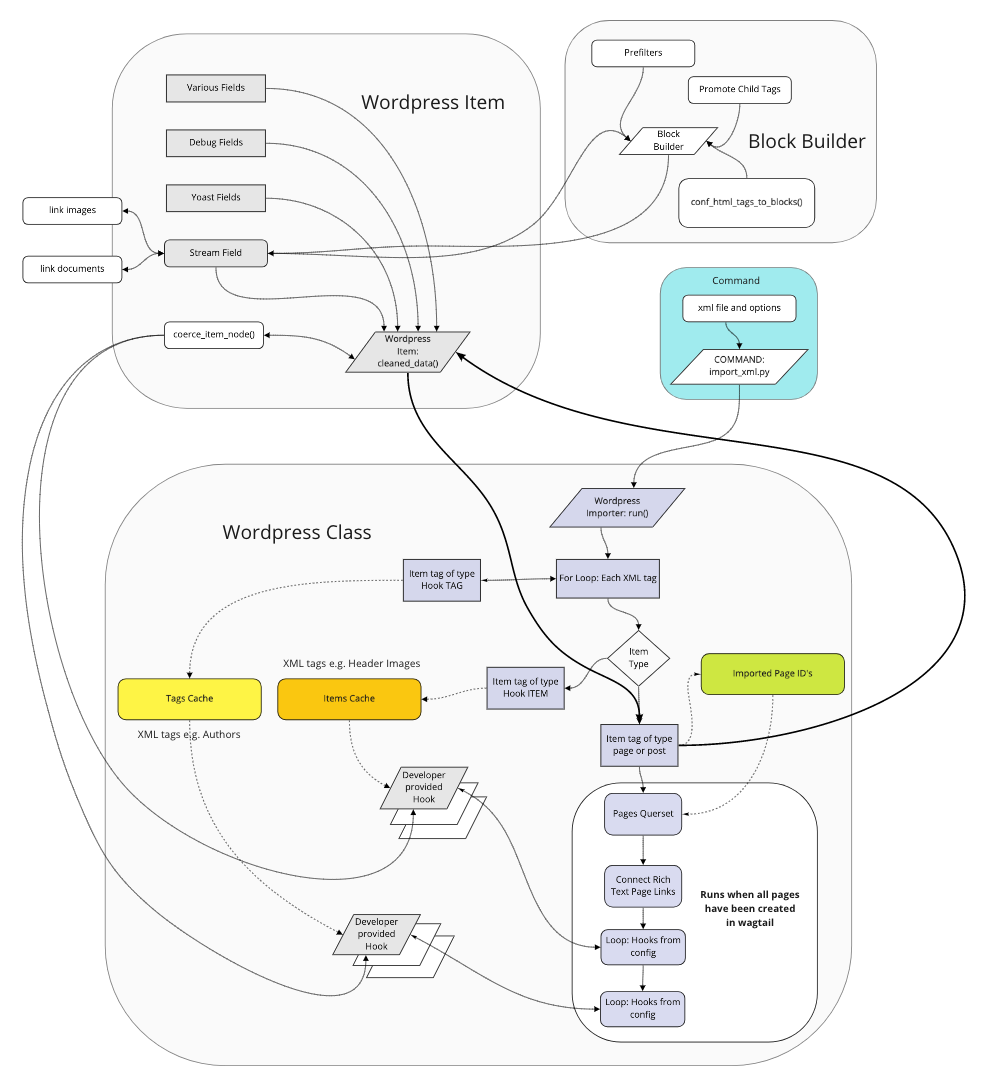 Wordpress Item
Various Fields
Debug Fields
Yoast Fields
Stream Field
link images
link documents
coerce_item_node()
Wordpress
Item:
cleaned_data()
Prefilters
Promote Child Tags
Block
Builder
Block Builder
conf_html_tags_to_blocks()
Command
xml file and options
COMMAND:
import_xml.py
Wordpress Class
Wordpress
Importer: run()
For Loop: Each XML tag
Item tag of type
Hook TAG
Item
Type
Item tag of type
Hook ITEM
XML tags e.g. Header Images
Tags Cache
Items Cache
XML tags e.g. Authors
Imported Page ID's
Item tag of type
page or post
Developer
provided
Hook
Developer
provided
Hook
Pages Querset
Connect Rich
Text Page Links
Loop: Hooks from
config
Loop: Hooks from
config
Runs when all pages
have been created
in wagtail